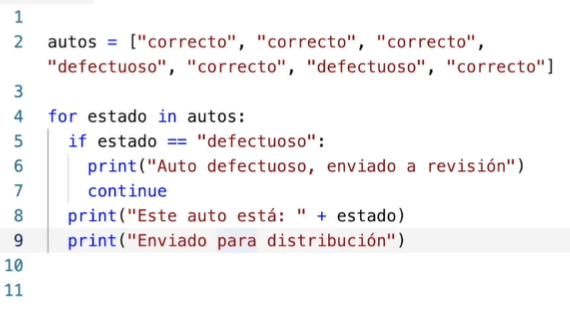 1
2 autos = ["correcto", "correcto", "correcto",
"defectuoso", "correcto", "defectuoso", "correcto"]
3
4 for estado in autos:
5   if estado == "defectuoso":
6     print("Auto defectuoso, enviado a revisión")
7     continue
8   print("Este auto está: " + estado)
9   print("Enviado para distribución")
10
11